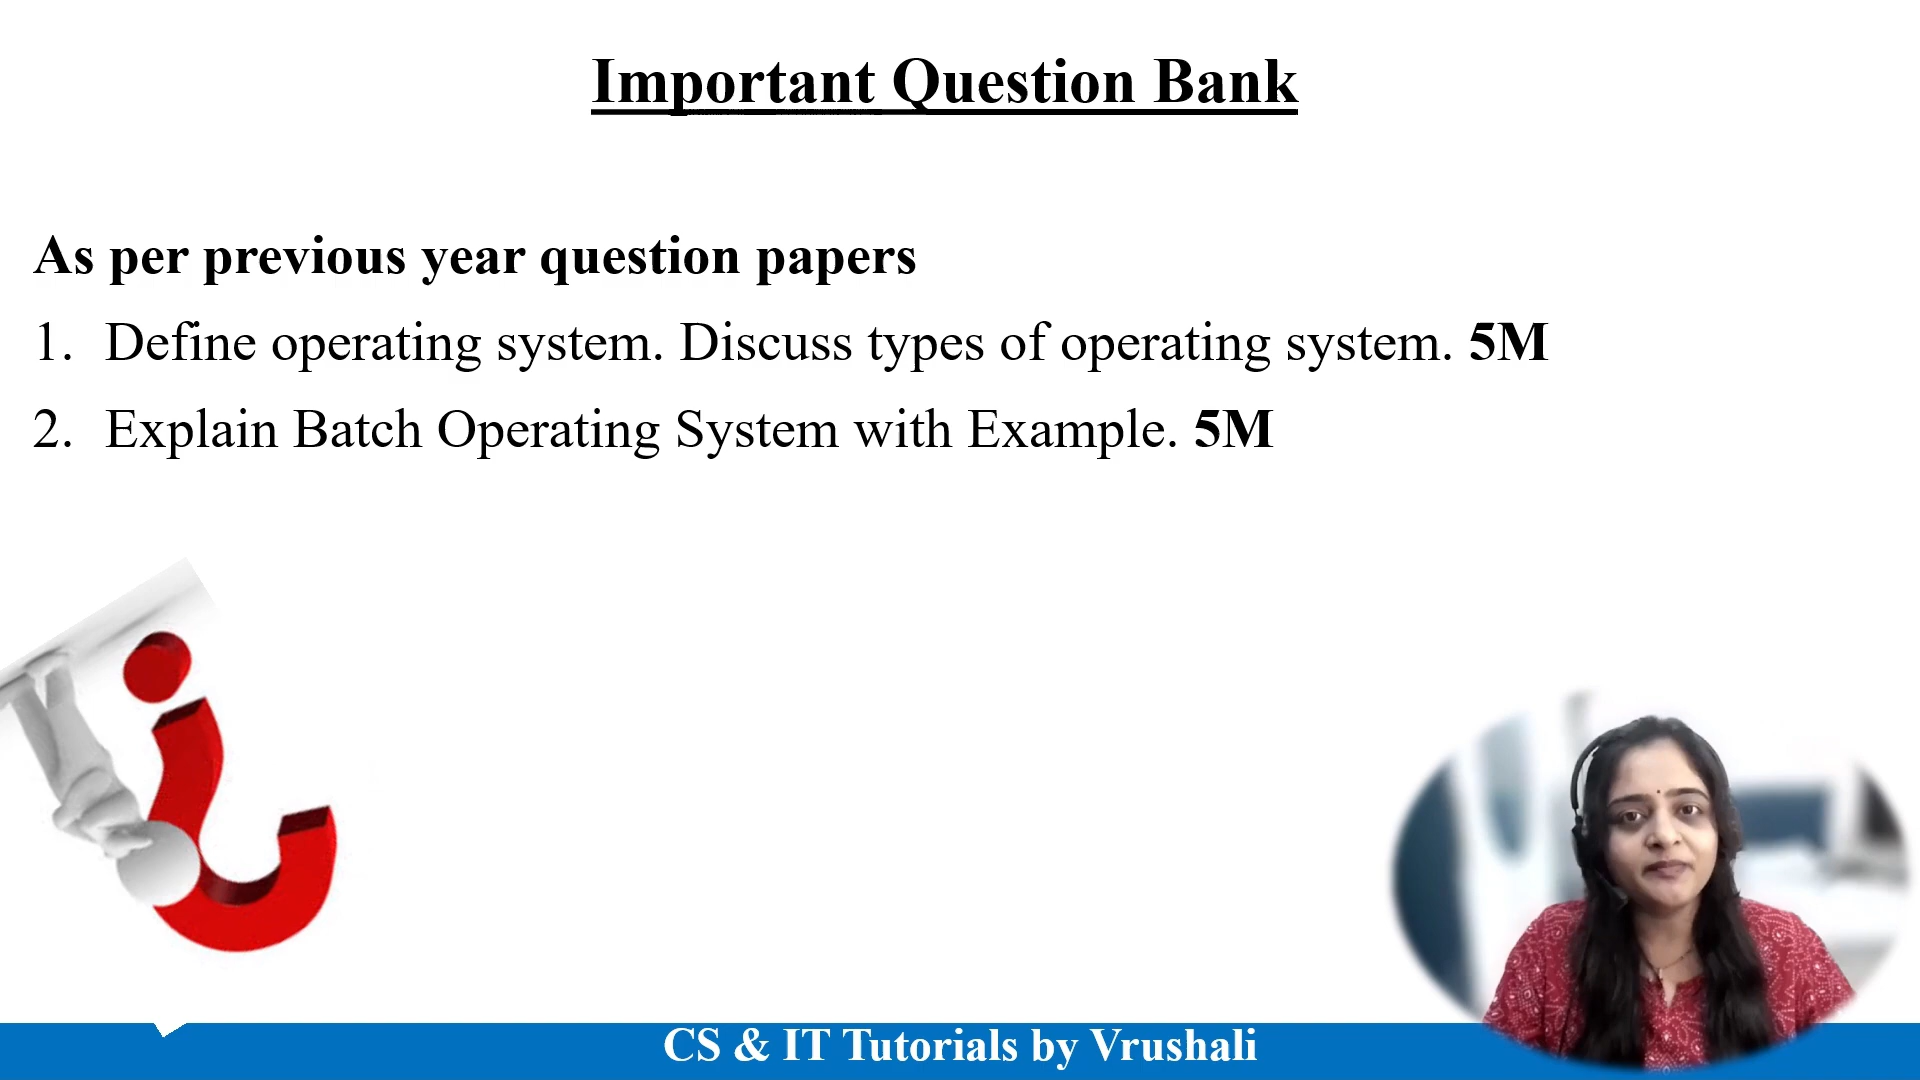 Important Question Bank
As per previous year question papers
1. Define operating system. Discuss types of operating system. 5M
2. Explain Batch Operating System with Example. 5M
CS & IT Tutorials by Vrushali